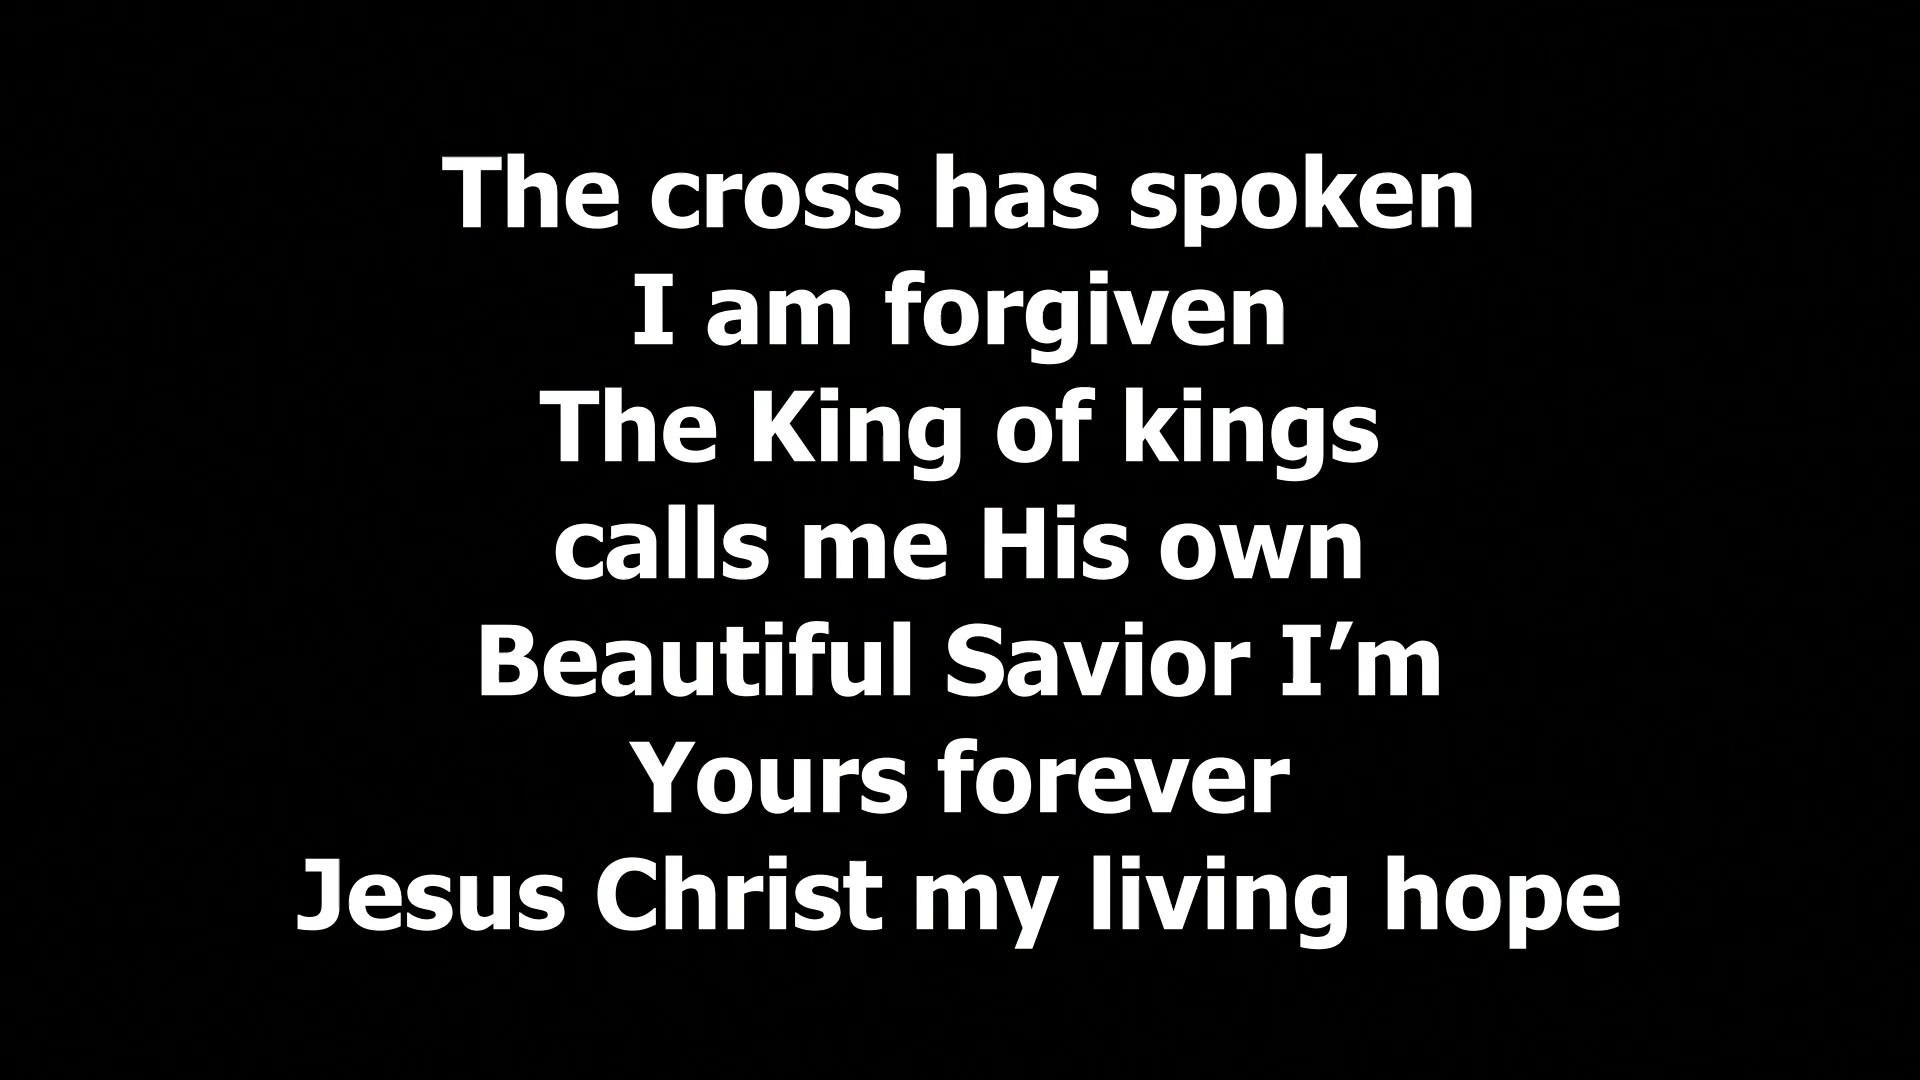 The cross has spoken
I am forgiven
The King of kings
calls me His own
Beautiful Savior I’m
Yours forever
Jesus Christ my living hope